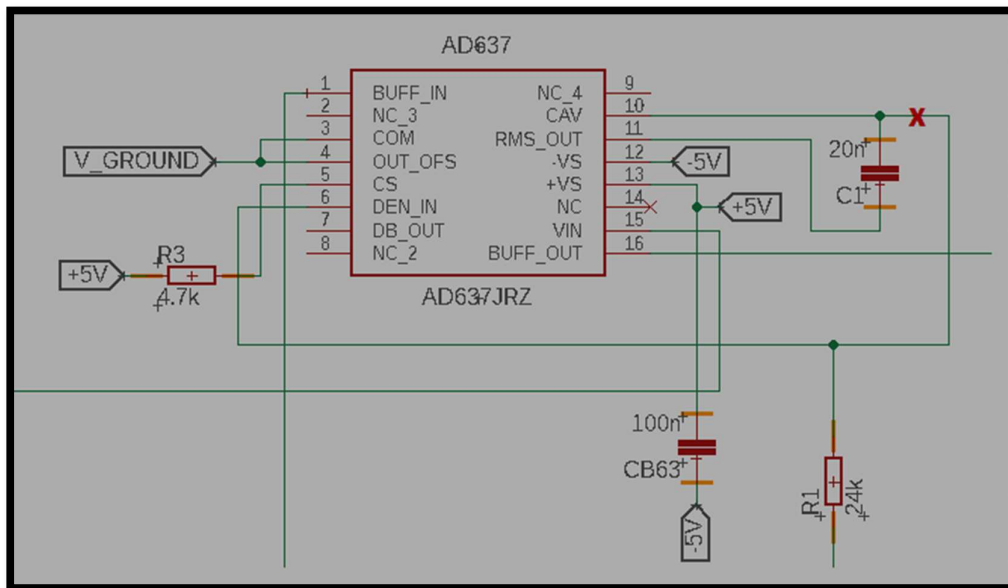 AD637
1 BUFF_IN NC_4 9
2 NC_3 CAV 10
3 COM RMS_OUT 11
4 OUT_OFS -VS 12
5 CS +VS 13
6 DEN_IN NC 14
7 DB_OUT VIN 15
8 NC_2 BUFF_OUT 16
AD637JRZ
V_GROUND
-5V
+5V
X
20n
C1
R3
+5V
4.7k
100n
CB63
-5V
R1
24k